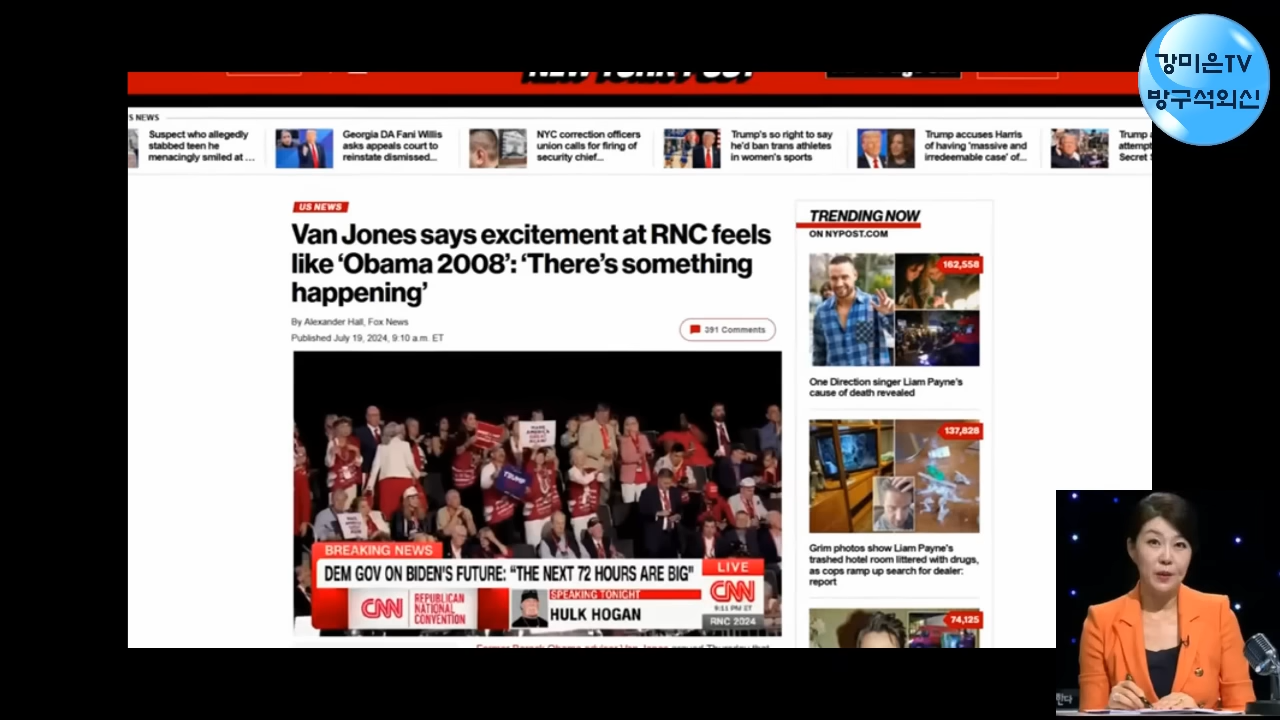 강미은TV
방구석외신
NEW YORK POST
US NEWS
Suspect who allegedly
stabbed teen he
menacingly smiled at ...
Georgia DA Fani Willis
asks appeals court to
reinstate dismissed...
NYC correction officers
union calls for firing of
security chief...
Trump's so right to say
he'd ban trans athletes
in women's sports
Trump accuses Harris
of having 'massive and
irredeemable case' of...
Trump
attempt
Secret
US NEWS
Van Jones says excitement at RNC feels
like 'Obama 2008': 'There's something
happening'
By Alexander Hall, Fox News
Published July 19, 2024, 9:10 a.m. ET
391 Comments
TRUMP
BREAKING NEWS
DEM GOV ON BIDEN'S FUTURE: "THE NEXT 72 HOURS ARE BIG"
CNN
REPUBLICAN
NATIONAL
CONVENTION
SPEAKING TONIGHT
HULK HOGAN
LIVE
CNN
9:11 PM ET
RNC 2024
TRENDING NOW
ON NYPOST.COM
162,558
One Direction singer Liam Payne's
cause of death revealed
137,828
Grim photos show Liam Payne's
trashed hotel room littered with drugs,
as cops ramp up search for dealer:
report
74,125